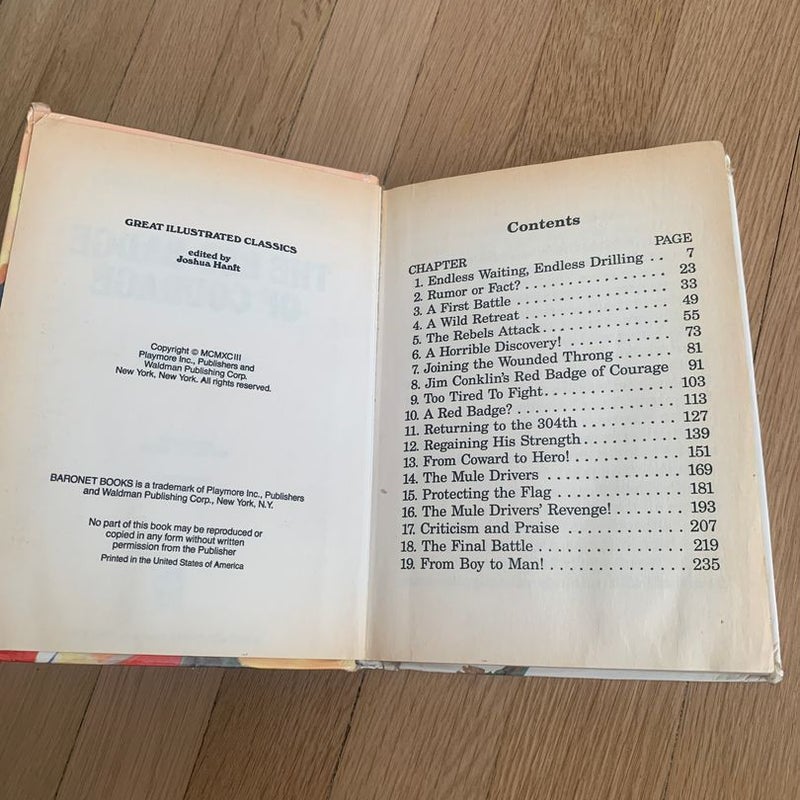 GREAT ILLUSTRATED CLASSICS
edited by
Joshua Hanft
Copyright © MCMXCIII
Playmore Inc., Publishers and
Waldman Publishing Corp.
New York, New York. All rights reserved.
BARONET BOOKS is a trademark of Playmore Inc., Publishers
and Waldman Publishing Corp., New York, N.Y.
No part of this book may be reproduced or
copied in any form without written
permission from the Publisher
Printed in the United States of America
Contents
CHAPTER PAGE
1. Endless Waiting, Endless Drilling . . 7
2. Rumor or Fact? . . . . . . . . . . . . . . . . 23
3. A First Battle . . . . . . . . . . . . . . . . . 33
4. A Wild Retreat . . . . . . . . . . . . . . . . 49
5. The Rebels Attack . . . . . . . . . . . . . . 55
6. A Horrible Discovery! . . . . . . . . . . . 73
7. Joining the Wounded Throng . . . . . . 81
8. Jim Conklin's Red Badge of Courage 91
9. Too Tired To Fight . . . . . . . . . . . . . . 103
10. A Red Badge? . . . . . . . . . . . . . . . . . 113
11. Returning to the 304th . . . . . . . . . . 127
12. Regaining His Strength . . . . . . . . . . 139
13. From Coward to Hero! . . . . . . . . . . . 151
14. The Mule Drivers . . . . . . . . . . . . . . 169
15. Protecting the Flag . . . . . . . . . . . . . 181
16. The Mule Drivers' Revenge! . . . . . . . 193
17. Criticism and Praise . . . . . . . . . . . . 207
18. The Final Battle . . . . . . . . . . . . . . . 219
19. From Boy to Man! . . . . . . . . . . . . . . 235